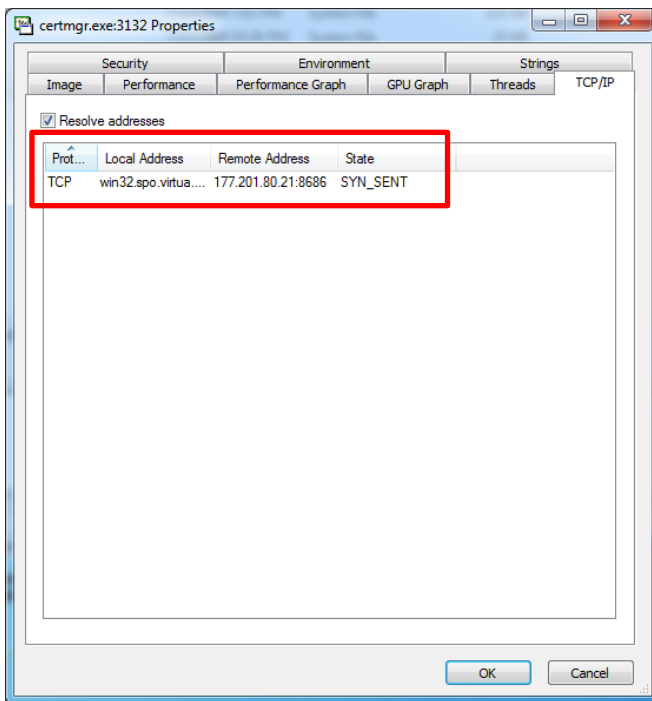 certmgr.exe:3132 Properties
Security Environment Strings
Image Performance Performance Graph GPU Graph Threads TCP/IP
Resolve addresses
Prot... Local Address Remote Address State
TCP win32.spo.virtua.... 177.201.80.21:8686 SYN_SENT
OK Cancel